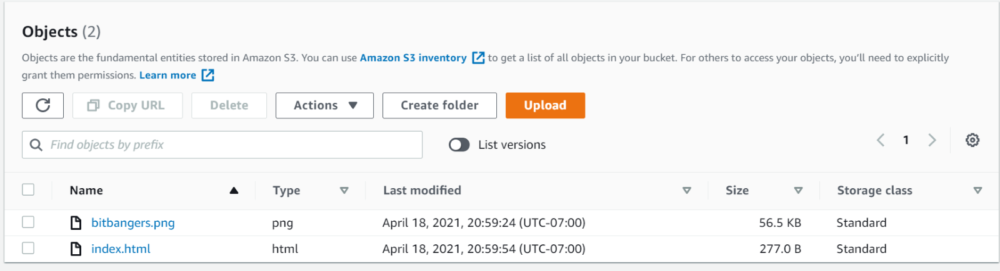 Objects (2)
Objects are the fundamental entities stored in Amazon S3. You can use Amazon S3 inventory to get a list of all objects in your bucket. For others to access your objects, you’ll need to explicitly
grant them permissions. Learn more
Copy URL Delete Actions Create folder Upload
Find objects by prefix List versions 1
Name Type Last modified Size Storage class
bitbangers.png png April 18, 2021, 20:59:24 (UTC-07:00) 56.5 KB Standard
index.html html April 18, 2021, 20:59:54 (UTC-07:00) 277.0 B Standard